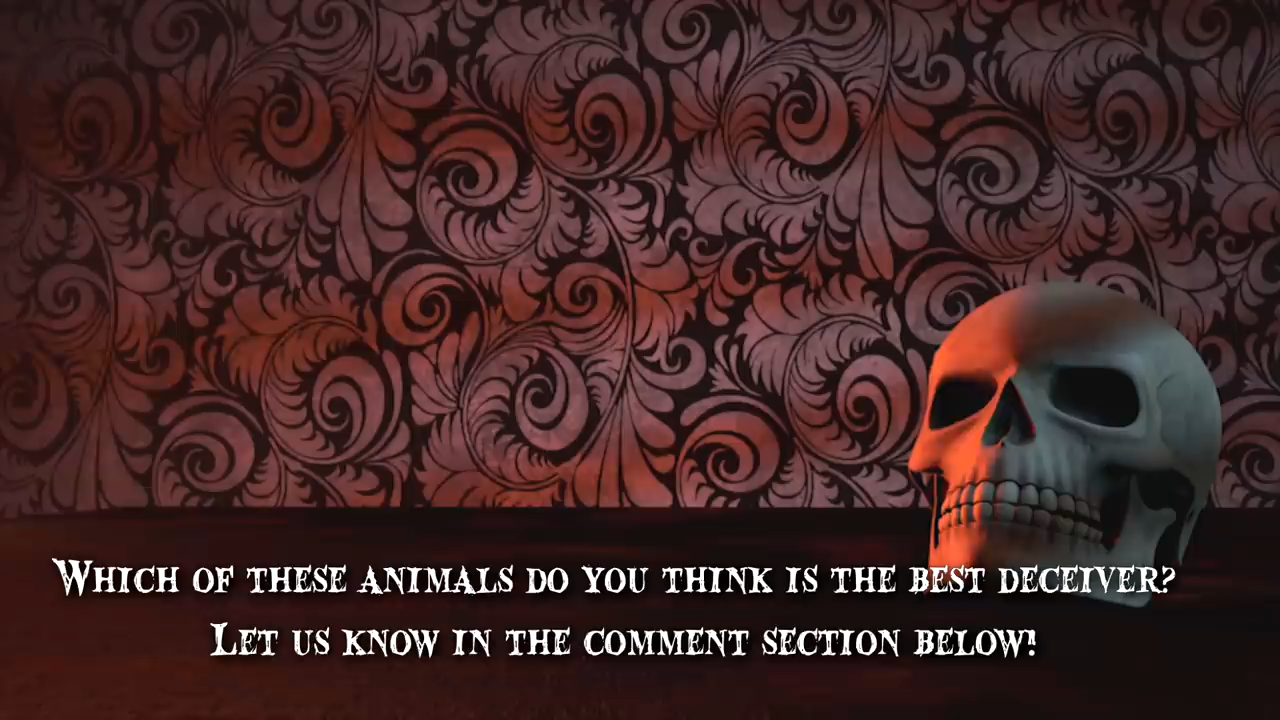 Which of these animals do you think is the best deceiver?
Let us know in the comment section below!